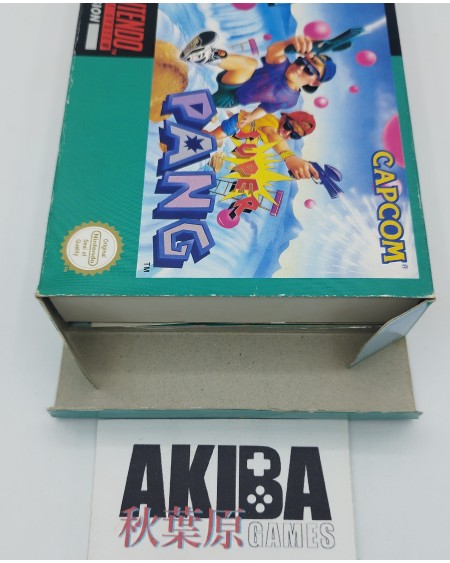 NINTENDO
SUPER
PANG
TM
CAPCOM®
Original
Nintendo
Seal of
Quality
AKIBA
秋葉原 GAMES